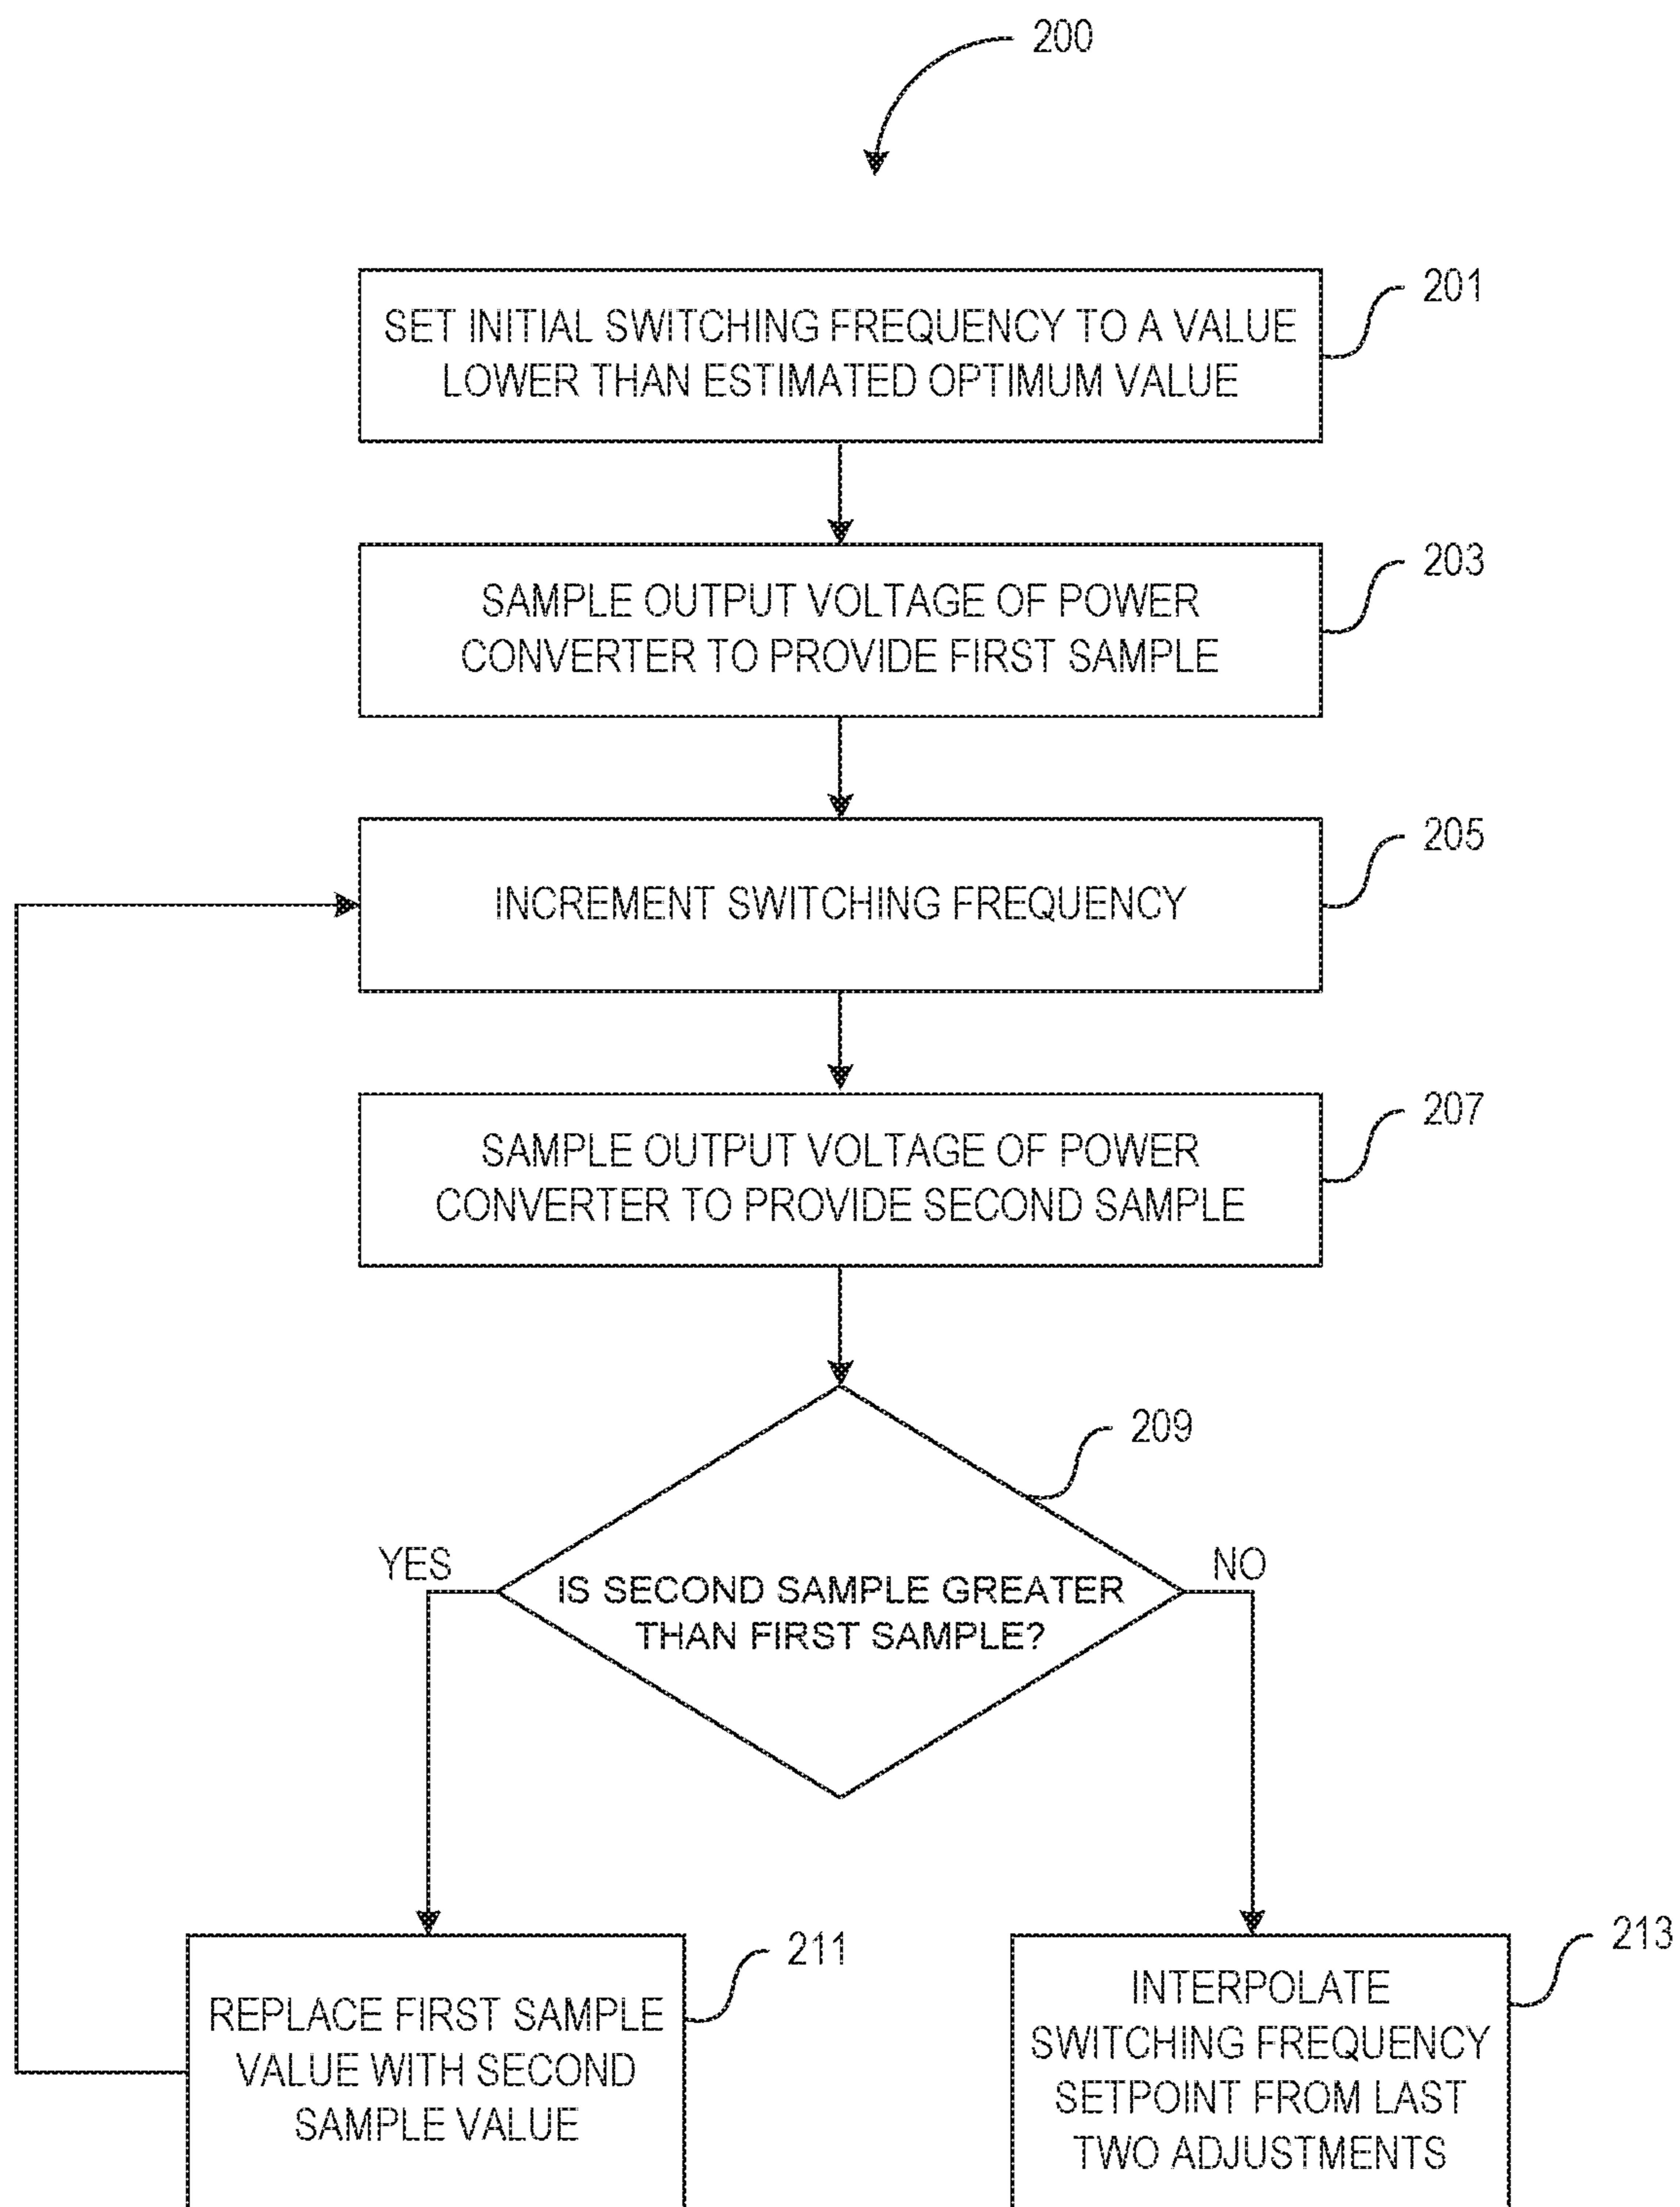 200
SET INITIAL SWITCHING FREQUENCY TO A VALUE
LOWER THAN ESTIMATED OPTIMUM VALUE
201
SAMPLE OUTPUT VOLTAGE OF POWER
CONVERTER TO PROVIDE FIRST SAMPLE
203
INCREMENT SWITCHING FREQUENCY
205
SAMPLE OUTPUT VOLTAGE OF POWER
CONVERTER TO PROVIDE SECOND SAMPLE
207
209
YES
NO
IS SECOND SAMPLE GREATER
THAN FIRST SAMPLE?
REPLACE FIRST SAMPLE
VALUE WITH SECOND
SAMPLE VALUE
211
INTERPOLATE
SWITCHING FREQUENCY
SETPOINT FROM LAST
TWO ADJUSTMENTS
213